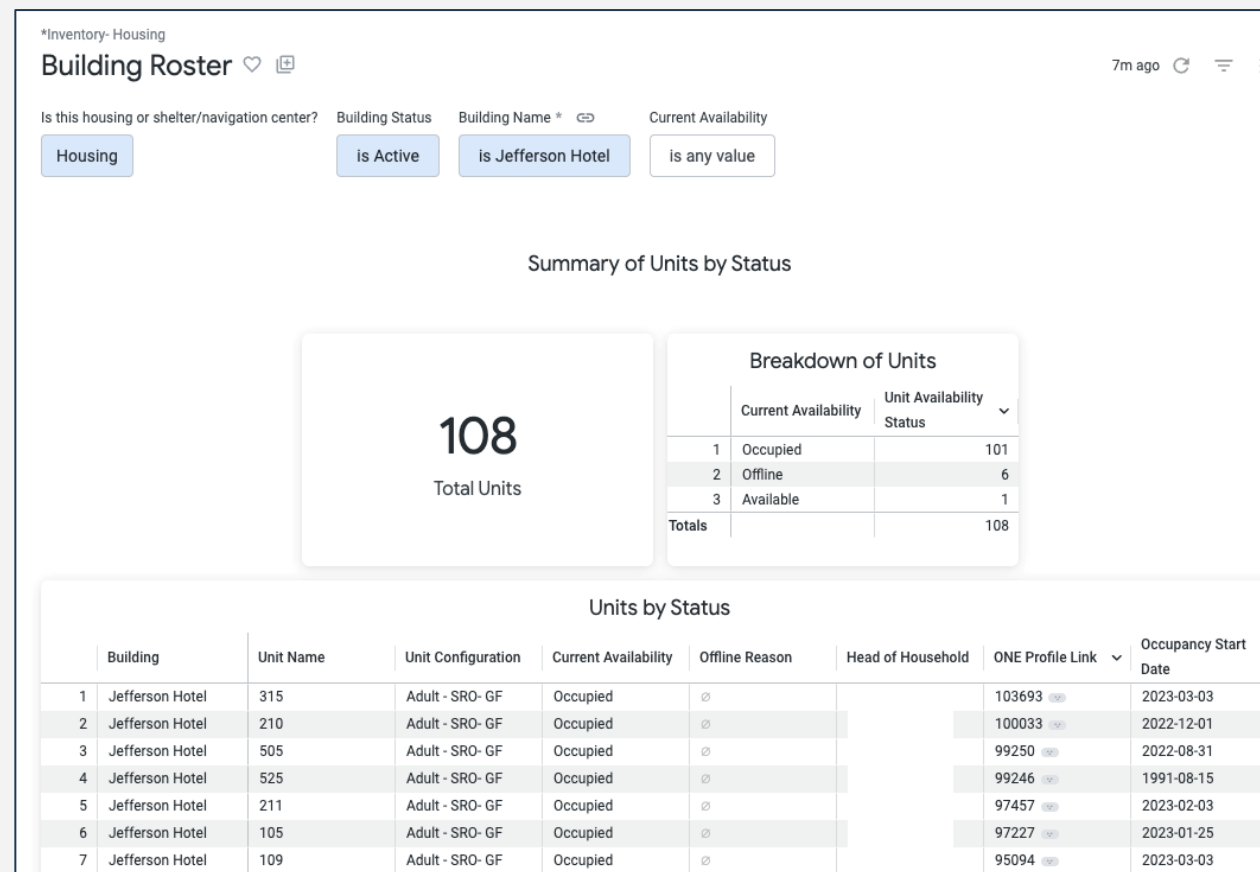 *Inventory- Housing
Building Roster
7m ago
Is this housing or shelter/navigation center? Building Status Building Name * Current Availability
Housing is Active is Jefferson Hotel is any value
Summary of Units by Status
108
Total Units
Breakdown of Units
Current Availability Unit Availability Status
1 Occupied 101
2 Offline 6
3 Available 1
Totals 108
Units by Status
Building Unit Name Unit Configuration Current Availability Offline Reason Head of Household ONE Profile Link Occupancy Start Date
1 Jefferson Hotel 315 Adult - SRO- GF Occupied ∅ 103693 2023-03-03
2 Jefferson Hotel 210 Adult - SRO- GF Occupied ∅ 100033 2022-12-01
3 Jefferson Hotel 505 Adult - SRO- GF Occupied ∅ 99250 2022-08-31
4 Jefferson Hotel 525 Adult - SRO- GF Occupied ∅ 99246 1991-08-15
5 Jefferson Hotel 211 Adult - SRO- GF Occupied ∅ 97457 2023-02-03
6 Jefferson Hotel 105 Adult - SRO- GF Occupied ∅ 97227 2023-01-25
7 Jefferson Hotel 109 Adult - SRO- GF Occupied ∅ 95094 2023-03-03